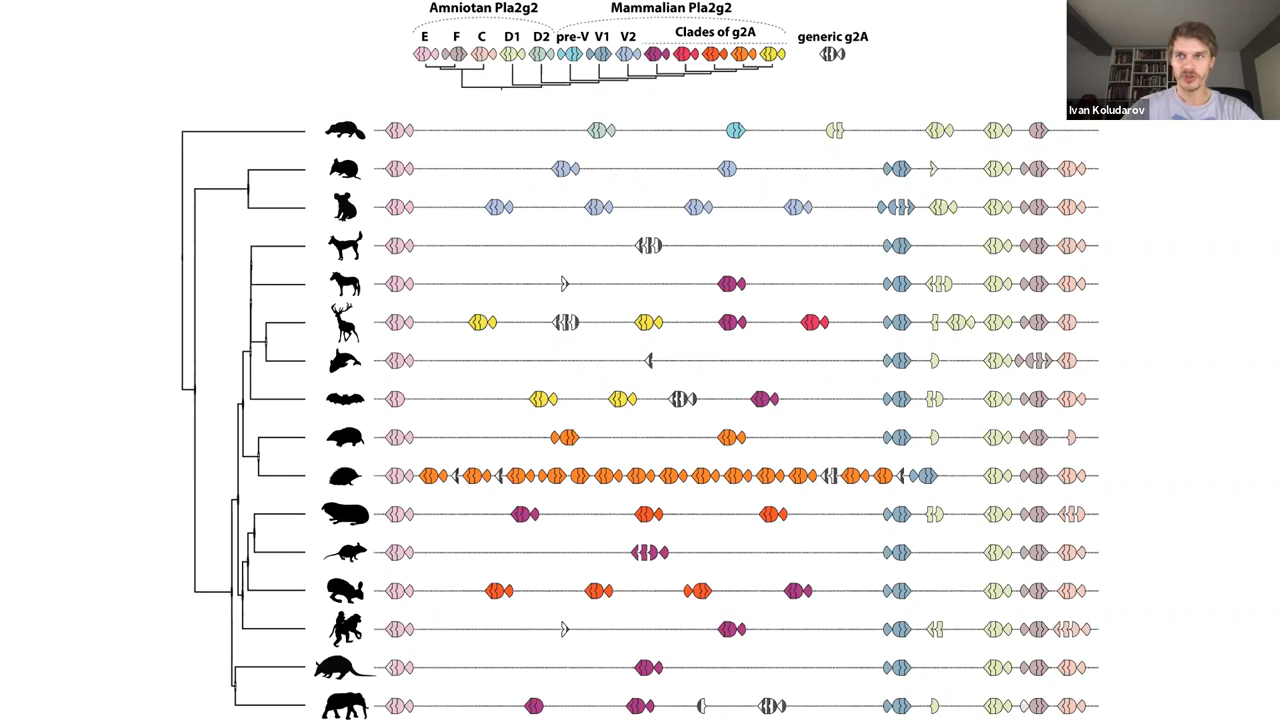 Amniotan Pla2g2 Mammalian Pla2g2
E F C D1 D2 pre-V V1 V2 Clades of g2A generic g2A
Ivan Koludarov